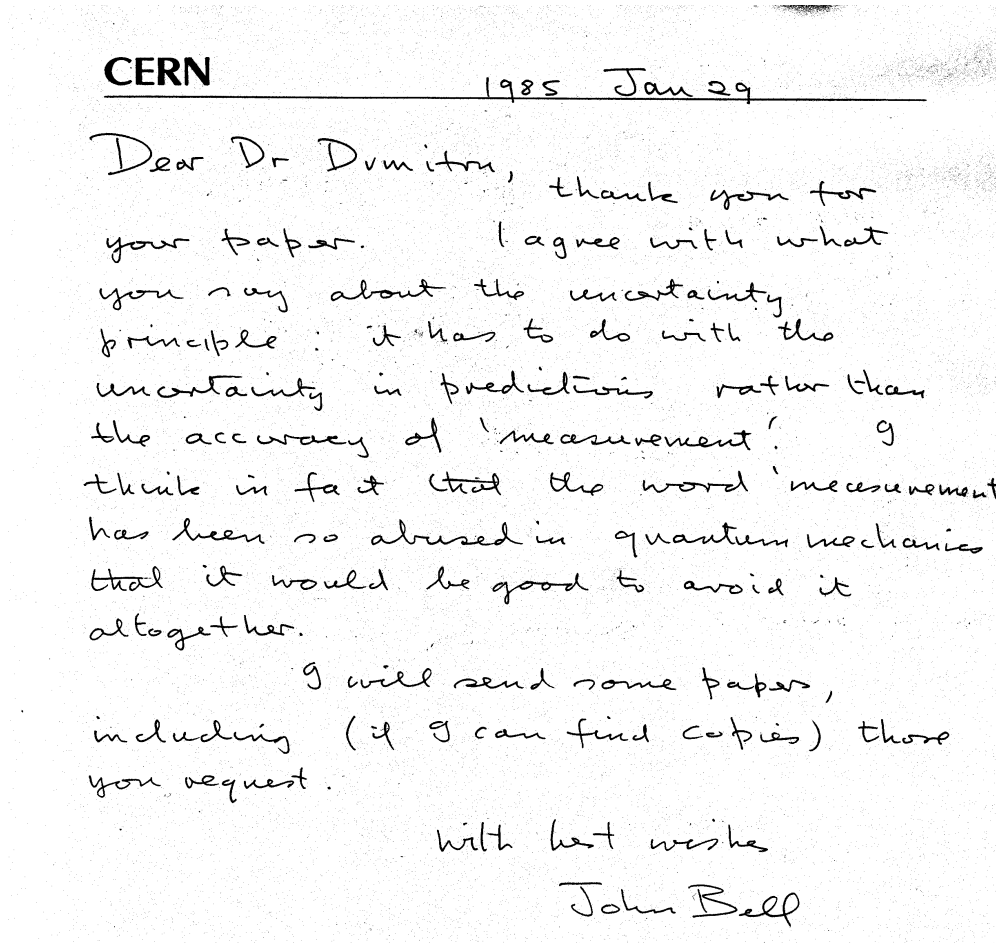 CERN
1985 Jan 29
Dear Dr Dumitru,
thank you for
your paper. I agree with what
you say about the uncertainty
principle : it has to do with the
uncertainty in predictions rather than
the accuracy of 'measurement'. I
think in fact that the word 'measurement
has been so abused in quantum mechanics
that it would be good to avoid it
altogether.
I will send some papers,
including (if I can find copies) those
you request.
With best wishes
John Bell